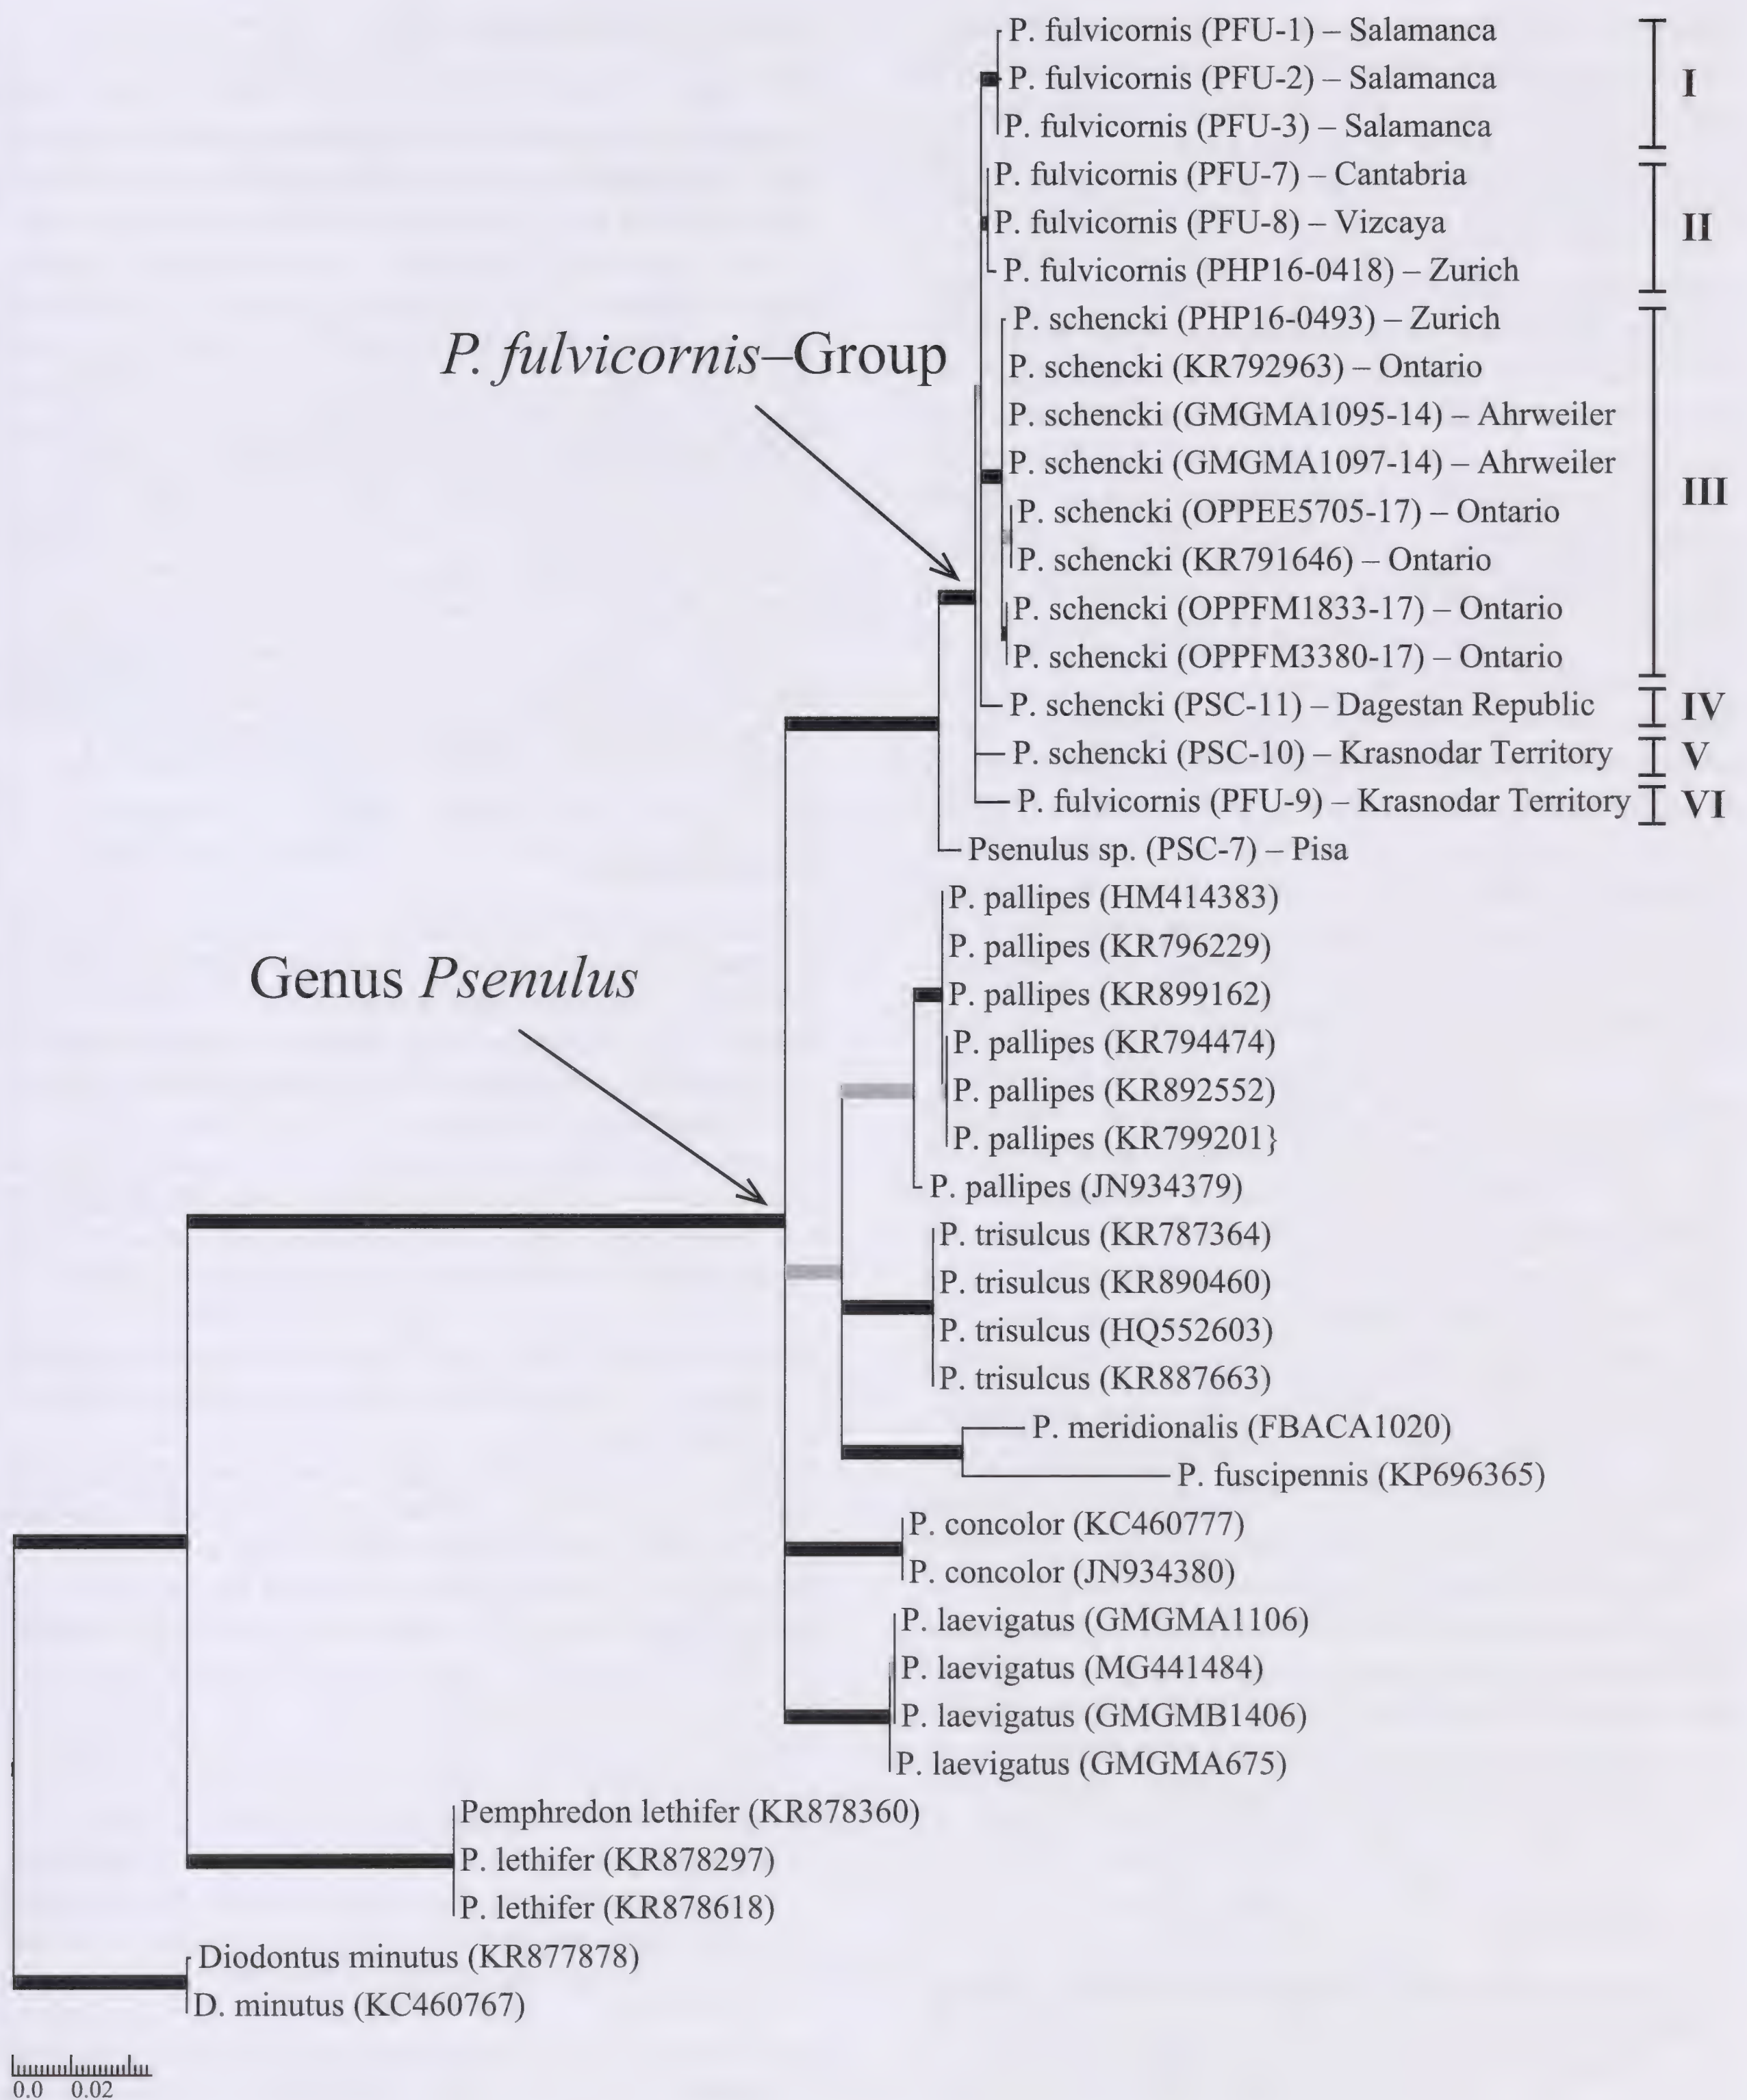 P. fulvicornis (PFU-1) – Salamanca
P. fulvicornis (PFU-2) – Salamanca
P. fulvicornis (PFU-3) – Salamanca
I
P. fulvicornis (PFU-7) – Cantabria
P. fulvicornis (PFU-8) – Vizcaya
P. fulvicornis (PHP16-0418) – Zurich
II
P. schencki (PHP16-0493) – Zurich
P. schencki (KR792963) – Ontario
P. schencki (GMGMA1095-14) – Ahrweiler
P. schencki (GMGMA1097-14) – Ahrweiler
P. schencki (OPPEE5705-17) – Ontario
P. schencki (KR791646) – Ontario
P. schencki (OPPFM1833-17) – Ontario
P. schencki (OPPFM3380-17) – Ontario
III
P. fulvicornis–Group
P. schencki (PSC-11) – Dagestan Republic
IV
P. schencki (PSC-10) – Krasnodar Territory
V
P. fulvicornis (PFU-9) – Krasnodar Territory
VI
Psenulus sp. (PSC-7) – Pisa
P. pallipes (HM414383)
P. pallipes (KR796229)
P. pallipes (KR899162)
P. pallipes (KR794474)
P. pallipes (KR892552)
P. pallipes (KR799201}
P. pallipes (JN934379)
Genus Psenulus
P. trisulcus (KR787364)
P. trisulcus (KR890460)
P. trisulcus (HQ552603)
P. trisulcus (KR887663)
P. meridionalis (FBACA1020)
P. fuscipennis (KP696365)
P. concolor (KC460777)
P. concolor (JN934380)
P. laevigatus (GMGMA1106)
P. laevigatus (MG441484)
P. laevigatus (GMGMB1406)
P. laevigatus (GMGMA675)
Pemphredon lethifer (KR878360)
P. lethifer (KR878297)
P. lethifer (KR878618)
Diodontus minutus (KR877878)
D. minutus (KC460767)
0.0 0.02